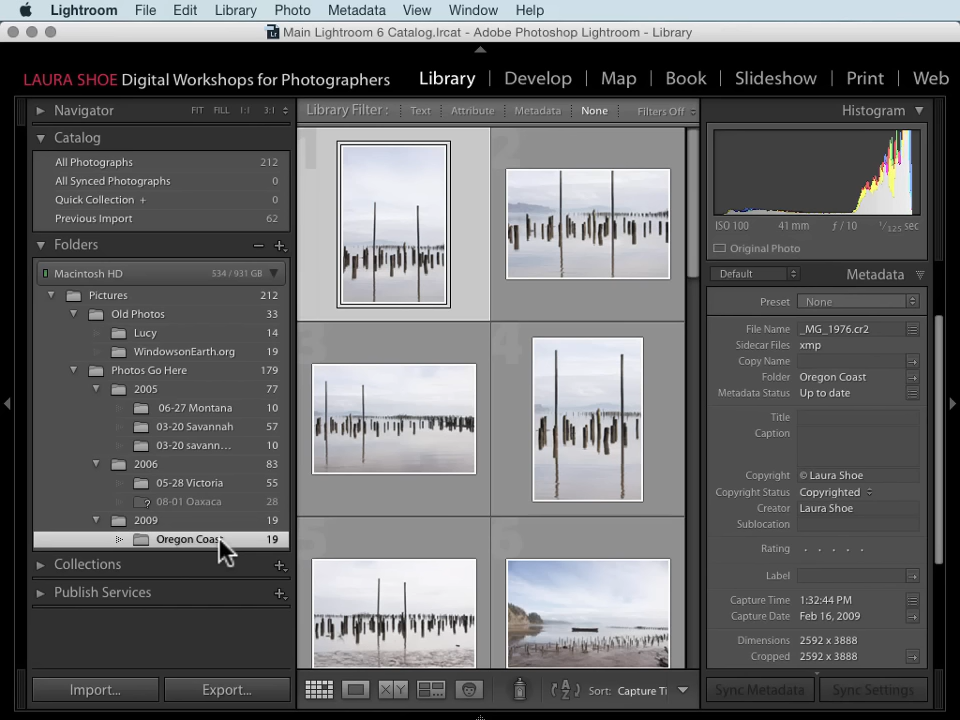 Lightroom File Edit Library Photo Metadata View Window Help
Main Lightroom 6 Catalog.lrcat - Adobe Photoshop Lightroom - Library
LAURA SHOE Digital Workshops for Photographers
Library | Develop | Map | Book | Slideshow | Print | Web
Navigator FIT FILL 1:1 3:1
Catalog
All Photographs 212
All Synced Photographs 0
Quick Collection + 0
Previous Import 62
Folders
Macintosh HD 534 / 931 GB
Pictures 212
Old Photos 33
Lucy 14
WindowsonEarth.org 19
Photos Go Here 179
2005 77
06-27 Montana 10
03-20 Savannah 57
03-20 savann... 10
2006 83
05-28 Victoria 55
08-01 Oaxaca 28
2009 19
Oregon Coast 19
Collections
Publish Services
Import... Export...
Library Filter : Text Attribute Metadata None Filters Off
1
2
3
4
5
6
Sort: Capture Ti
Histogram
ISO 100 41 mm ƒ / 10 1/125 sec
Original Photo
Default Metadata
Preset None
File Name _MG_1976.cr2
Sidecar Files xmp
Copy Name
Folder Oregon Coast
Metadata Status Up to date
Title
Caption
Copyright © Laura Shoe
Copyright Status Copyrighted
Creator Laura Shoe
Sublocation
Rating . . . . .
Label
Capture Time 1:32:44 PM
Capture Date Feb 16, 2009
Dimensions 2592 x 3888
Cropped 2592 x 3888
Sync Metadata Sync Settings